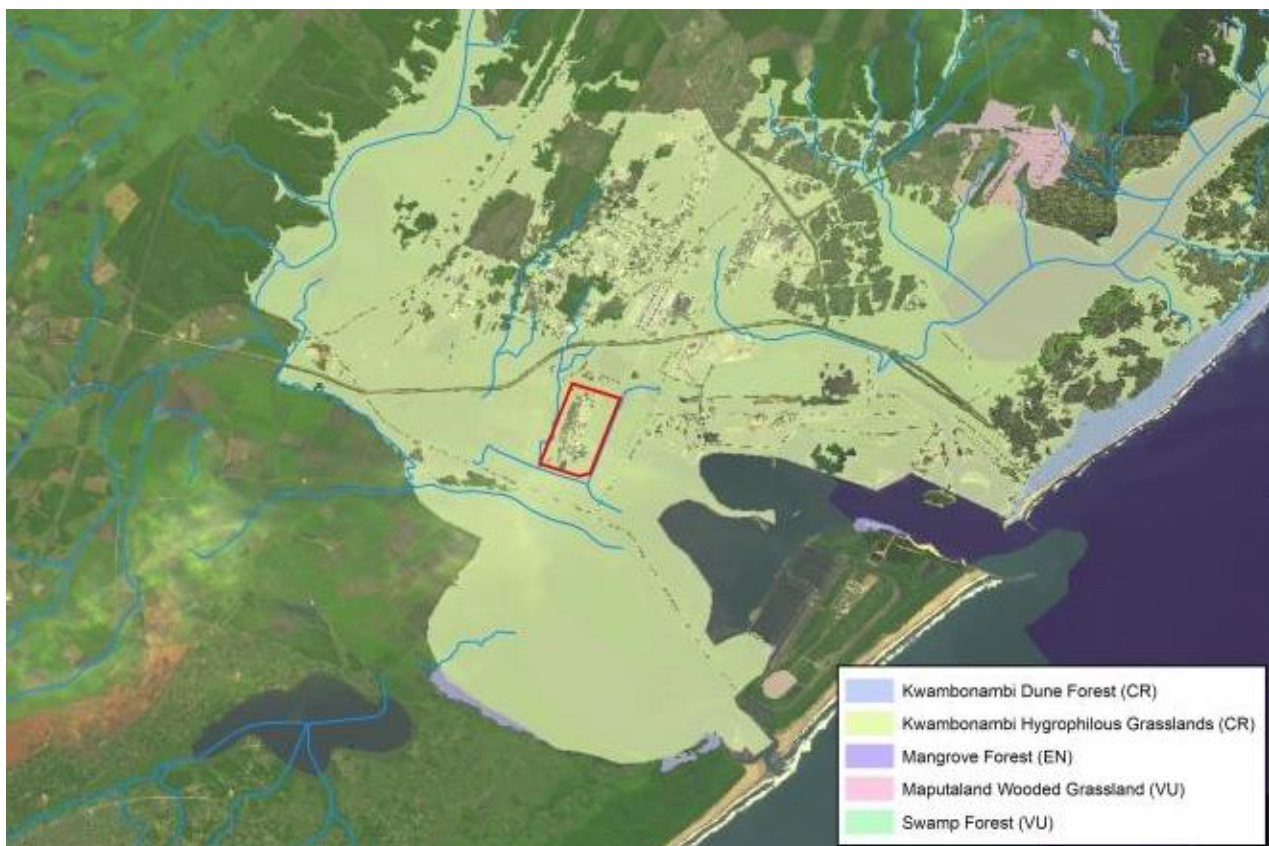 Kwambonambi Dune Forest (CR)
Kwambonambi Hygrophilous Grasslands (CR)
Mangrove Forest (EN)
Maputaland Wooded Grassland (VU)
Swamp Forest (VU)